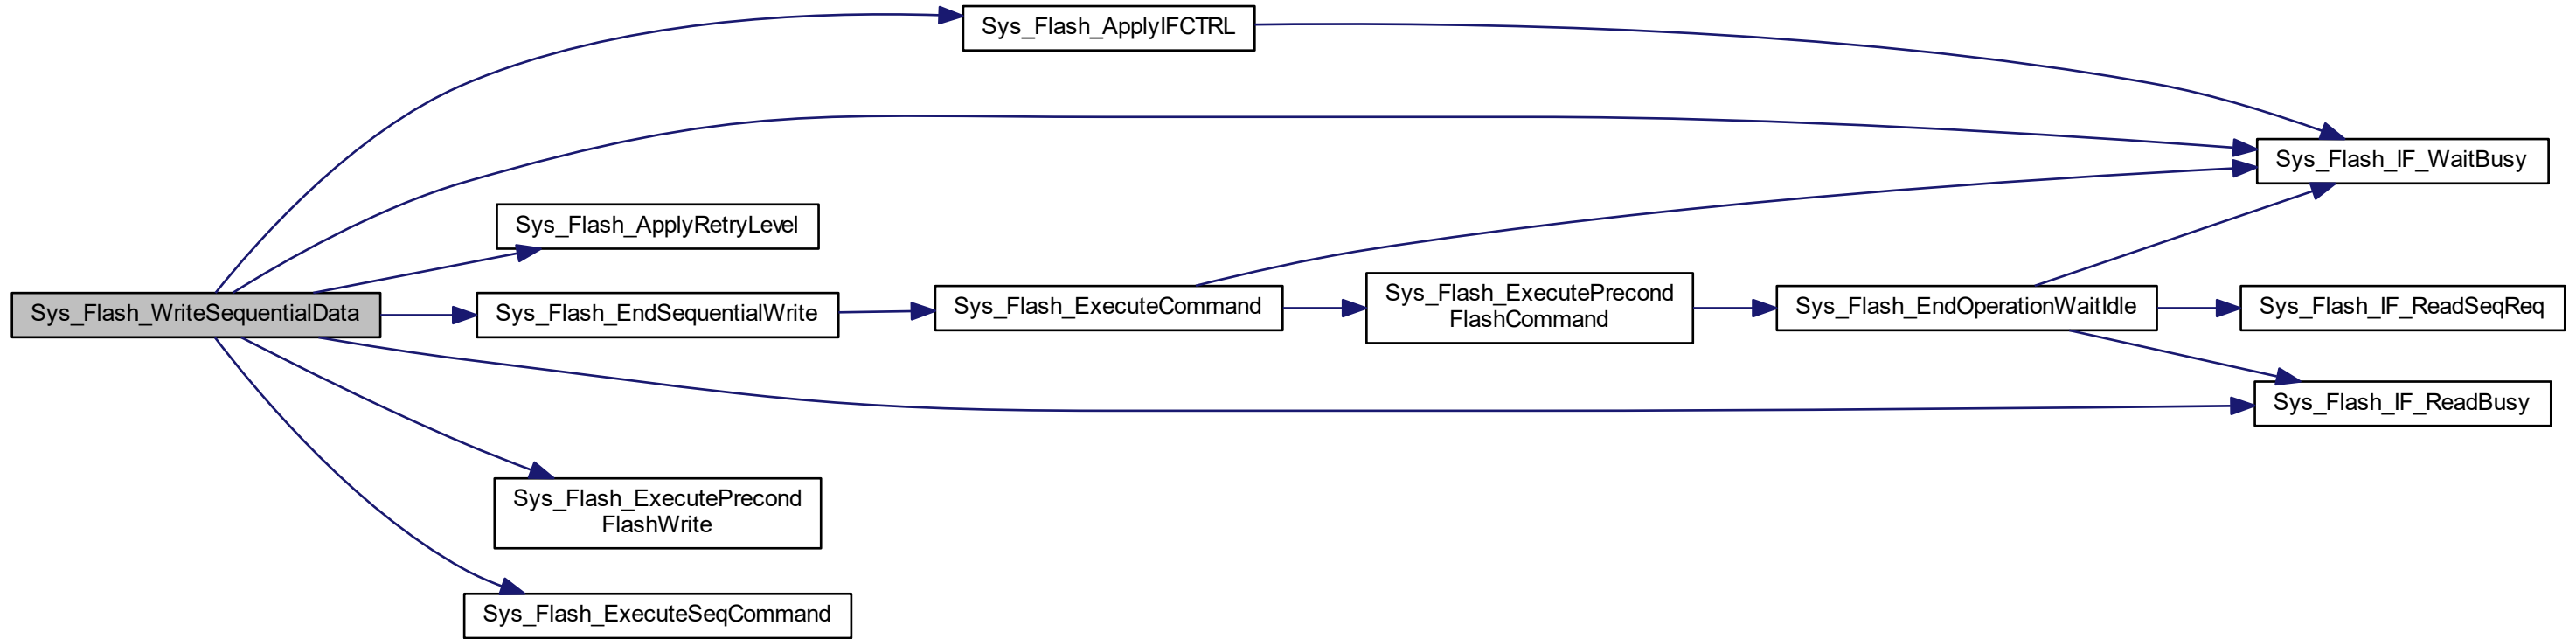 Sys_Flash_ApplyIFCTRL
Sys_Flash_IF_WaitBusy
Sys_Flash_ApplyRetryLevel
Sys_Flash_WriteSequentialData
Sys_Flash_EndSequentialWrite
Sys_Flash_ExecuteCommand
Sys_Flash_ExecutePrecond
FlashCommand
Sys_Flash_EndOperationWaitIdle
Sys_Flash_IF_ReadSeqReq
Sys_Flash_IF_ReadBusy
Sys_Flash_ExecutePrecond
FlashWrite
Sys_Flash_ExecuteSeqCommand